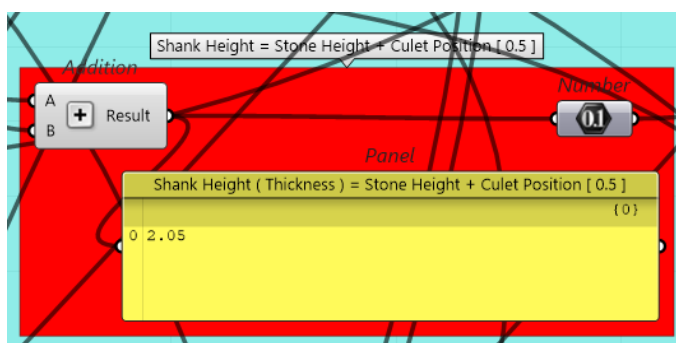 Shank Height = Stone Height + Culet Position [ 0.5 ]
Addition
Number
A
B
+
Result
0.1
Panel
Shank Height ( Thickness ) = Stone Height + Culet Position [ 0.5 ]
{0}
0 2.05